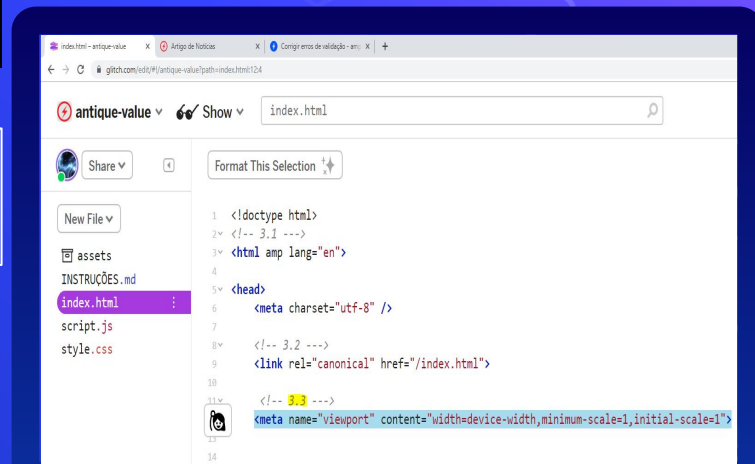 index.html – antique-value X Artigo de Notícias X Corrigir erros de validação - amp X +
glitch.com/edit/#!/antique-value?path=index.html:12:4
antique-value Show index.html
Share Format This Selection
New File
assets
INSTRUÇÕES.md
index.html
script.js
style.css
1 <!doctype html>
2 <!-- 3.1 --->
3 <html amp lang="en">
4
5 <head>
6 <meta charset="utf-8" />
7
8 <!-- 3.2 --->
9 <link rel="canonical" href="/index.html">
10
11 <!-- 3.3 --->
<meta name="viewport" content="width=device-width,minimum-scale=1,initial-scale=1">
13
14